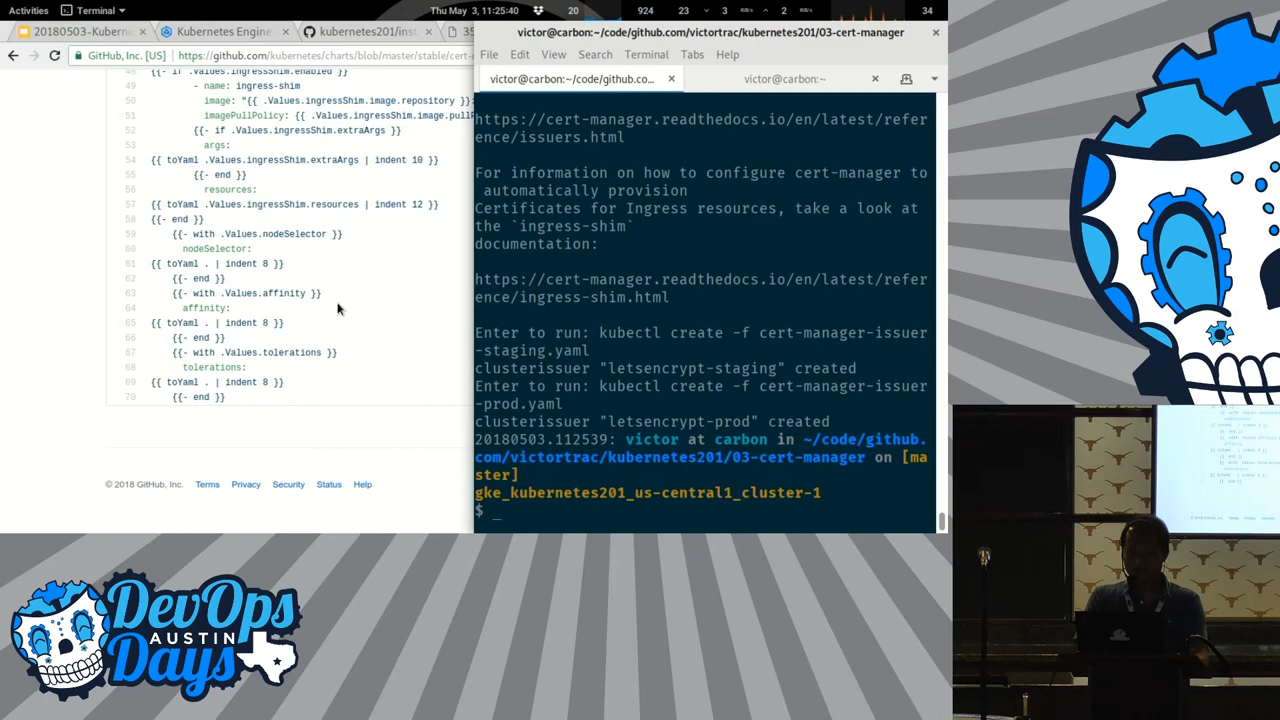 Activities
Terminal
Thu May 3, 11:25:40
20
924
23
3
2
34
20180503-Kubern
Kubernetes Engine
kubernetes201/inst
35
GitHub, Inc. [US]
https://github.com/kubernetes/charts/blob/master/stable/cert-
48 {{- if .Values.ingressShim.enabled }}
49 - name: ingress-shim
50 image: "{{ .Values.ingressShim.image.repository }}:
51 imagePullPolicy: {{ .Values.ingressShim.image.pullP
52 {{- if .Values.ingressShim.extraArgs }}
53 args:
54 {{ toYaml .Values.ingressShim.extraArgs | indent 10 }}
55 {{- end }}
56 resources:
57 {{ toYaml .Values.ingressShim.resources | indent 12 }}
58 {{- end }}
59 {{- with .Values.nodeSelector }}
60 nodeSelector:
61 {{ toYaml . | indent 8 }}
62 {{- end }}
63 {{- with .Values.affinity }}
64 affinity:
65 {{ toYaml . | indent 8 }}
66 {{- end }}
67 {{- with .Values.tolerations }}
68 tolerations:
69 {{ toYaml . | indent 8 }}
70 {{- end }}
© 2018 GitHub, Inc. Terms Privacy Security Status Help
victor@carbon:~/code/github.com/victortrac/kubernetes201/03-cert-manager
File Edit View Search Terminal Tabs Help
victor@carbon:~/code/github.co...
victor@carbon:~
https://cert-manager.readthedocs.io/en/latest/refer
ence/issuers.html
For information on how to configure cert-manager to
automatically provision
Certificates for Ingress resources, take a look at
the `ingress-shim`
documentation:
https://cert-manager.readthedocs.io/en/latest/refer
ence/ingress-shim.html
Enter to run: kubectl create -f cert-manager-issuer
-staging.yaml
clusterissuer "letsencrypt-staging" created
Enter to run: kubectl create -f cert-manager-issuer
-prod.yaml
clusterissuer "letsencrypt-prod" created
20180503.112539: victor at carbon in ~/code/github.
com/victortrac/kubernetes201/03-cert-manager on [ma
ster]
gke_kubernetes201_us-central1_cluster-1
$ _
DevOps
AUSTIN
Days